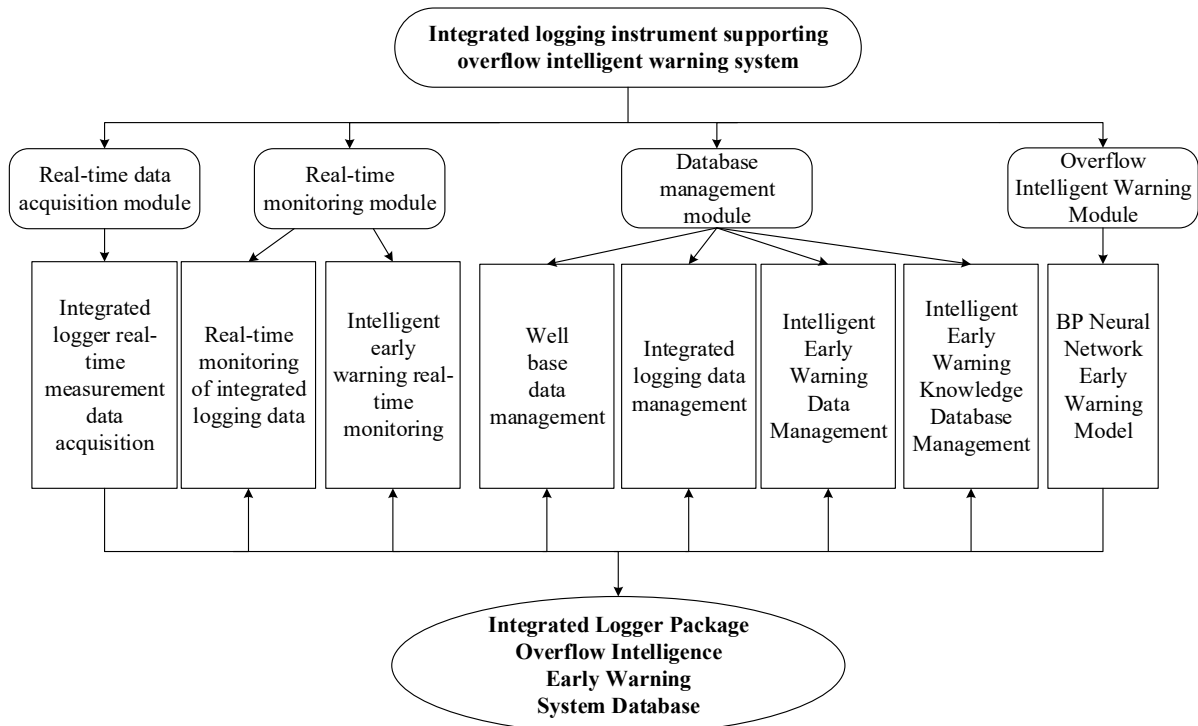 Integrated logging instrument supporting
overflow intelligent warning system
Real-time data
acquisition module
Real-time
monitoring module
Database
management
module
Overflow
Intelligent Warning
Module
Integrated
logger real-
time
measurement
data
acquisition
Real-time
monitoring
of integrated
logging data
Intelligent
early
warning real-
time
monitoring
Well
base
data
management
Integrated
logging data
management
Intelligent
Early
Warning
Data
Management
Intelligent
Early
Warning
Knowledge
Database
Management
BP Neural
Network
Early
Warning
Model
Integrated Logger Package
Overflow Intelligence
Early Warning
System Database